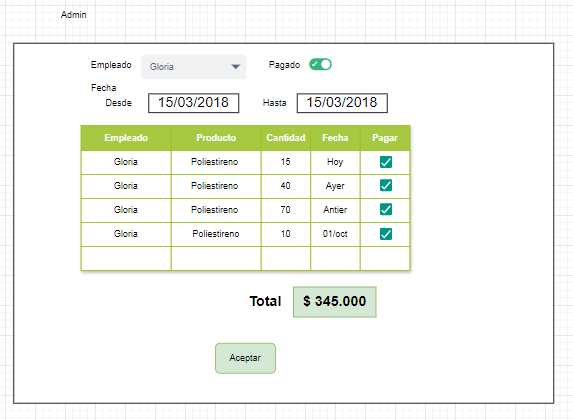 Admin
Empleado Gloria Pagado
Fecha
Desde 15/03/2018 Hasta 15/03/2018
Empleado Producto Cantidad Fecha Pagar
Gloria Poliestireno 15 Hoy
Gloria Poliestireno 40 Ayer
Gloria Poliestireno 70 Antier
Gloria Poliestireno 10 01/oct
Total $ 345.000
Aceptar